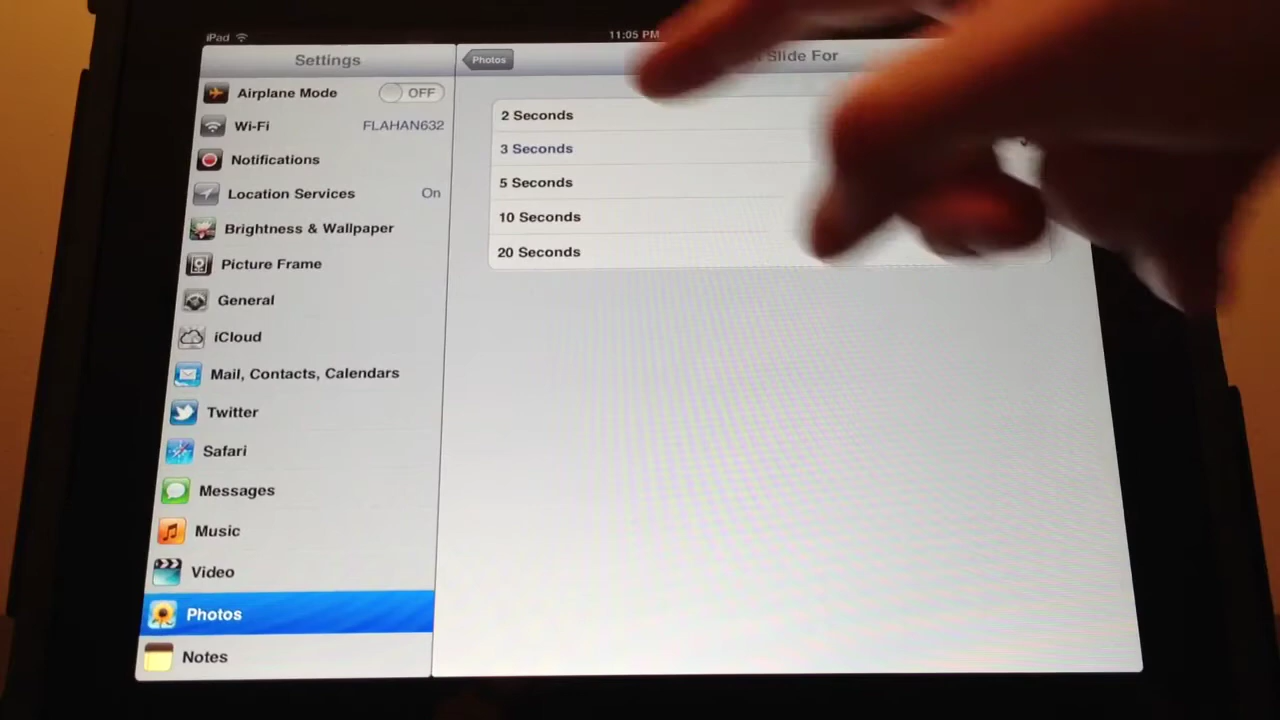 iPad
11:05 PM
Settings
Photos
Slide For
Airplane Mode
OFF
Wi-Fi
FLAHAN632
Notifications
Location Services
On
Brightness & Wallpaper
Picture Frame
General
iCloud
Mail, Contacts, Calendars
Twitter
Safari
Messages
Music
Video
Photos
Notes
2 Seconds
3 Seconds
5 Seconds
10 Seconds
20 Seconds